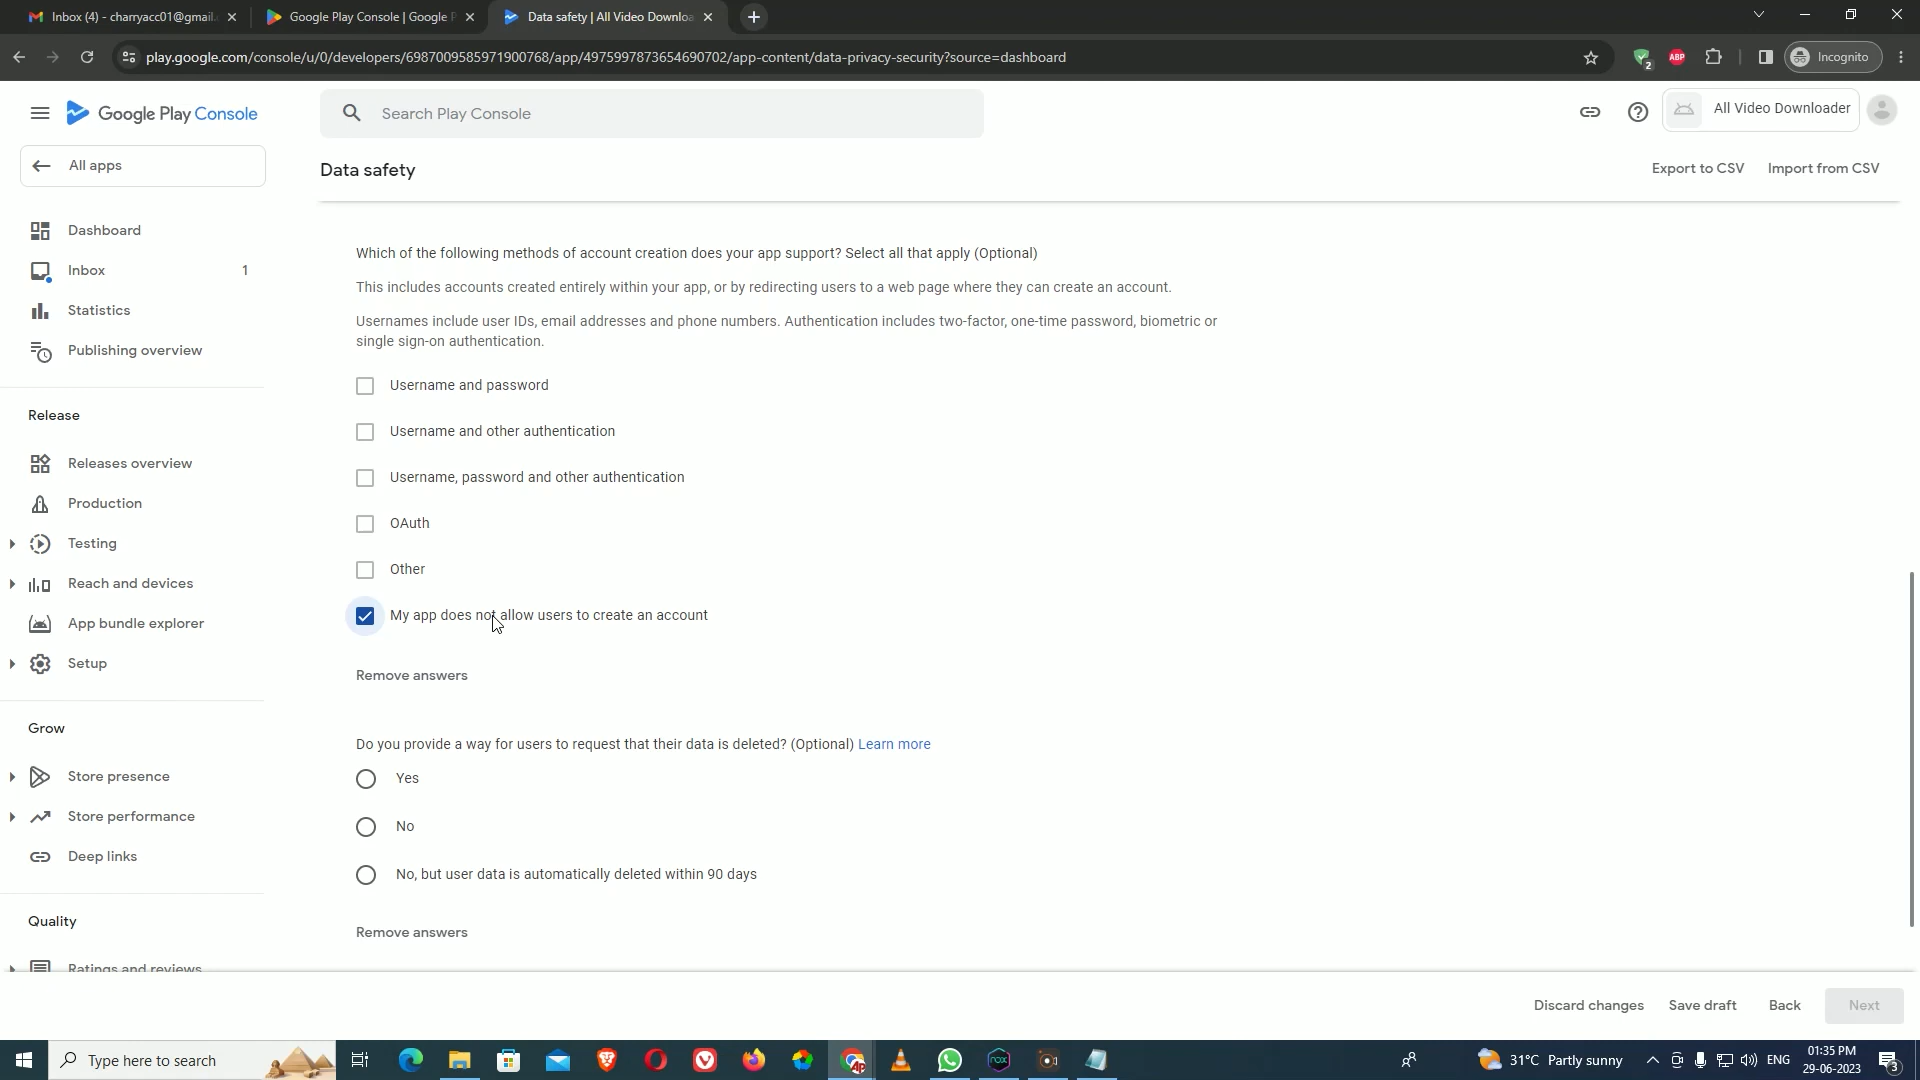 Inbox (4) - charryacc01@gmail.
Google Play Console | Google P
Data safety | All Video Downloa
play.google.com/console/u/0/developers/6987009585971900768/app/4975997873654690702/app-content/data-privacy-security?source=dashboard
2
ABP
Incognito
Google Play Console
Search Play Console
All Video Downloader
All apps
Data safety
Export to CSV
Import from CSV
Dashboard
Inbox
1
Statistics
Publishing overview
Release
Releases overview
Production
Testing
Reach and devices
App bundle explorer
Setup
Grow
Store presence
Store performance
Deep links
Quality
Ratings and reviews
Which of the following methods of account creation does your app support? Select all that apply (Optional)
This includes accounts created entirely within your app, or by redirecting users to a web page where they can create an account.
Usernames include user IDs, email addresses and phone numbers. Authentication includes two-factor, one-time password, biometric or
single sign-on authentication.
Username and password
Username and other authentication
Username, password and other authentication
OAuth
Other
My app does not allow users to create an account
Remove answers
Do you provide a way for users to request that their data is deleted? (Optional) Learn more
Yes
No
No, but user data is automatically deleted within 90 days
Remove answers
Discard changes
Save draft
Back
Next
Type here to search
31°C Partly sunny
ENG
01:35 PM
29-06-2023
3